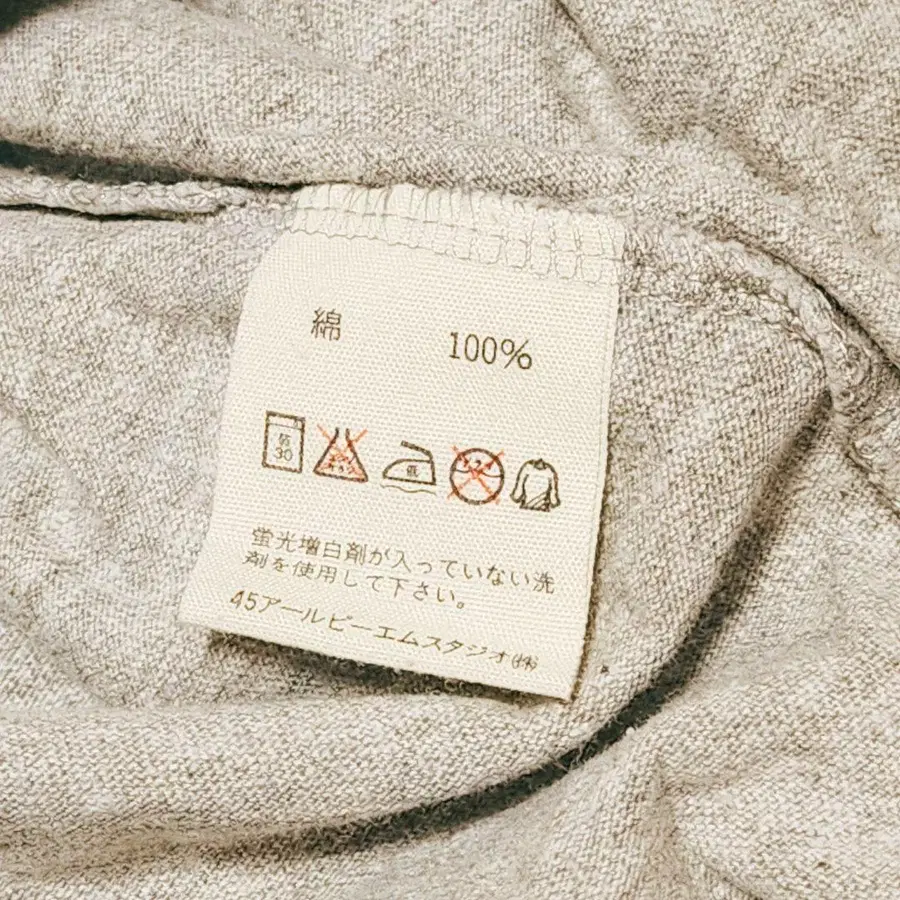 綿 100%
30
低
蛍光増白剤が入っていない洗
剤を使用して下さい。
45アールピーエムスタジオ㈱